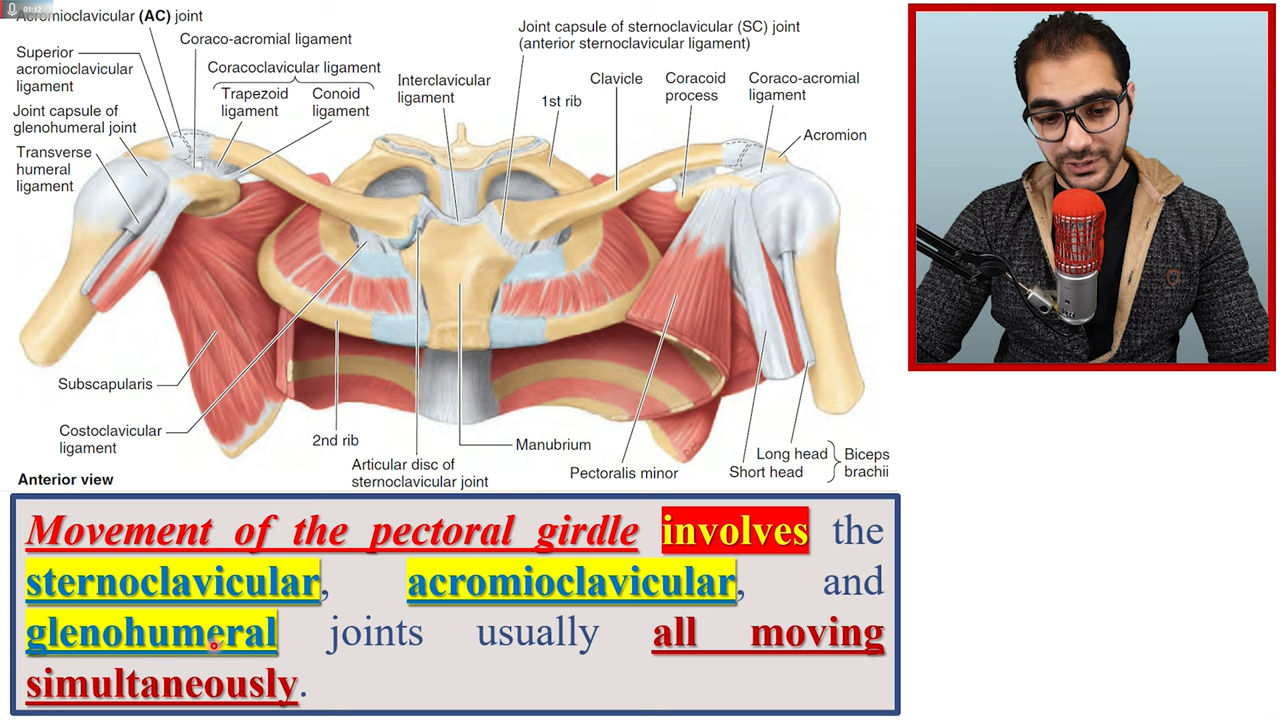 01:12
Acromioclavicular (AC) joint
Coraco-acromial ligament
Superior
acromioclavicular
ligament
Coracoclavicular ligament
Trapezoid
ligament
Conoid
ligament
Joint capsule of
glenohumeral joint
Transverse
humeral
ligament
Interclavicular
ligament
Joint capsule of sternoclavicular (SC) joint
(anterior sternoclavicular ligament)
1st rib
Clavicle
Coracoid
process
Coraco-acromial
ligament
Acromion
Subscapularis
Costoclavicular
ligament
2nd rib
Articular disc of
sternoclavicular joint
Manubrium
Pectoralis minor
Long head
Short head
Biceps
brachii
Anterior view
Movement of the pectoral girdle involves the
sternoclavicular, acromioclavicular, and
glenohumeral joints usually all moving
simultaneously.